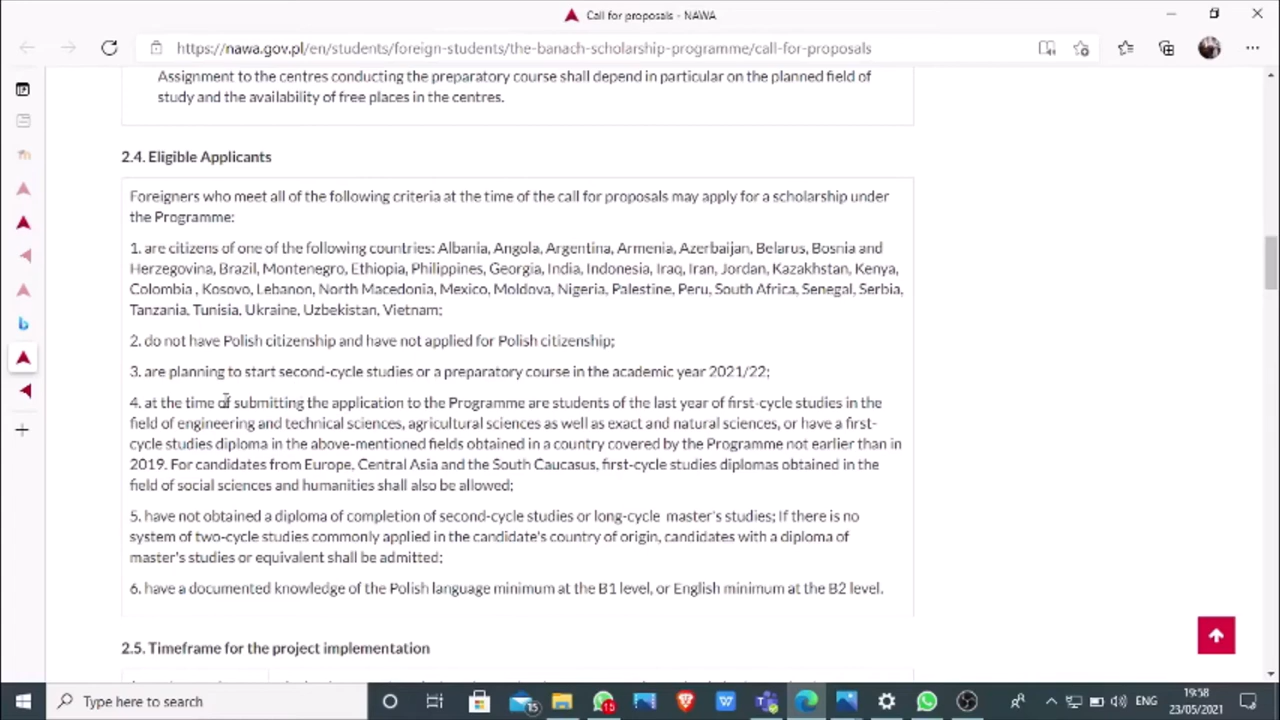 Call for proposals - NAWA
https://nawa.gov.pl/en/students/foreign-students/the-banach-scholarship-programme/call-for-proposals
Assignment to the centres conducting the preparatory course shall depend in particular on the planned field of
study and the availability of free places in the centres.
2.4. Eligible Applicants
Foreigners who meet all of the following criteria at the time of the call for proposals may apply for a scholarship under
the Programme:
1. are citizens of one of the following countries: Albania, Angola, Argentina, Armenia, Azerbaijan, Belarus, Bosnia and
Herzegovina, Brazil, Montenegro, Ethiopia, Philippines, Georgia, India, Indonesia, Iraq, Iran, Jordan, Kazakhstan, Kenya,
Colombia , Kosovo, Lebanon, North Macedonia, Mexico, Moldova, Nigeria, Palestine, Peru, South Africa, Senegal, Serbia,
Tanzania, Tunisia, Ukraine, Uzbekistan, Vietnam;
2. do not have Polish citizenship and have not applied for Polish citizenship;
3. are planning to start second-cycle studies or a preparatory course in the academic year 2021/22;
4. at the time of submitting the application to the Programme are students of the last year of first-cycle studies in the
field of engineering and technical sciences, agricultural sciences as well as exact and natural sciences, or have a first-
cycle studies diploma in the above-mentioned fields obtained in a country covered by the Programme not earlier than in
2019. For candidates from Europe, Central Asia and the South Caucasus, first-cycle studies diplomas obtained in the
field of social sciences and humanities shall also be allowed;
5. have not obtained a diploma of completion of second-cycle studies or long-cycle master's studies; If there is no
system of two-cycle studies commonly applied in the candidate's country of origin, candidates with a diploma of
master's studies or equivalent shall be admitted;
6. have a documented knowledge of the Polish language minimum at the B1 level, or English minimum at the B2 level.
2.5. Timeframe for the project implementation
Type here to search
15
15
ENG
19:58
23/05/2021